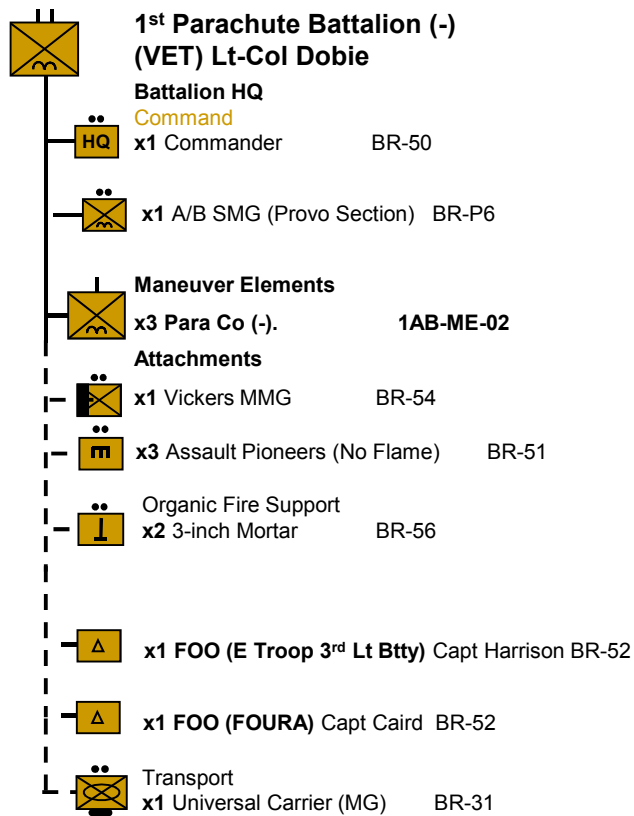 1st Parachute Battalion (-)
(VET) Lt-Col Dobie
Battalion HQ
Command
HQ
x1 Commander BR-50
x1 A/B SMG (Provo Section) BR-P6
Maneuver Elements
x3 Para Co (-). 1AB-ME-02
Attachments
x1 Vickers MMG BR-54
x3 Assault Pioneers (No Flame) BR-51
Organic Fire Support
x2 3-inch Mortar BR-56
x1 FOO (E Troop 3rd Lt Btty) Capt Harrison BR-52
x1 FOO (FOURA) Capt Caird BR-52
Transport
x1 Universal Carrier (MG) BR-31